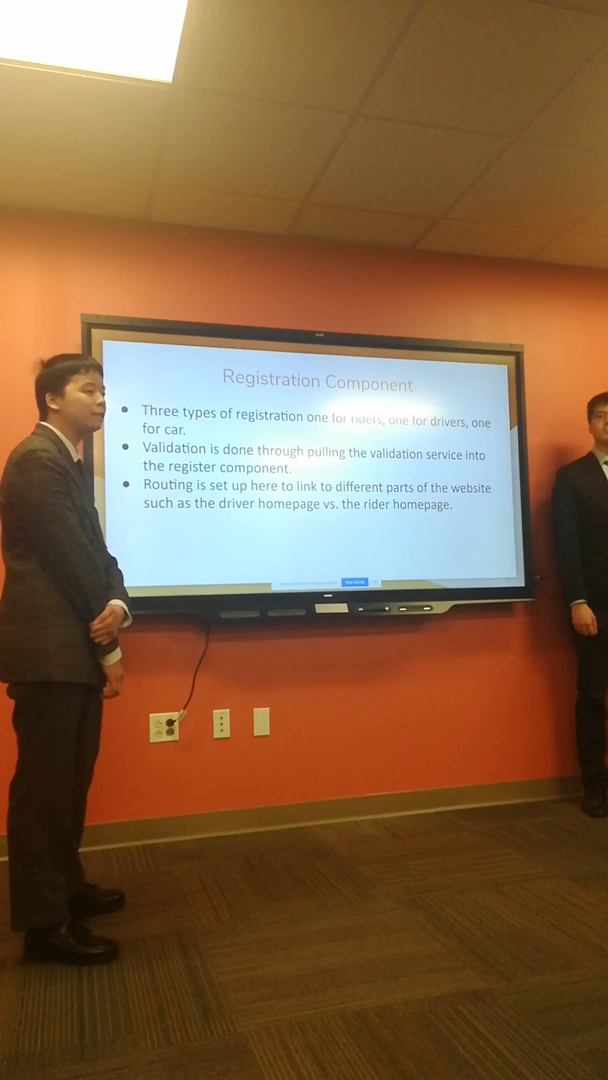 Registration Component
• Three types of registration one for riders, one for drivers, one
for car.
• Validation is done through pulling the validation service into
the register component.
• Routing is set up here to link to different parts of the website
such as the driver homepage vs. the rider homepage.
Stop sharing